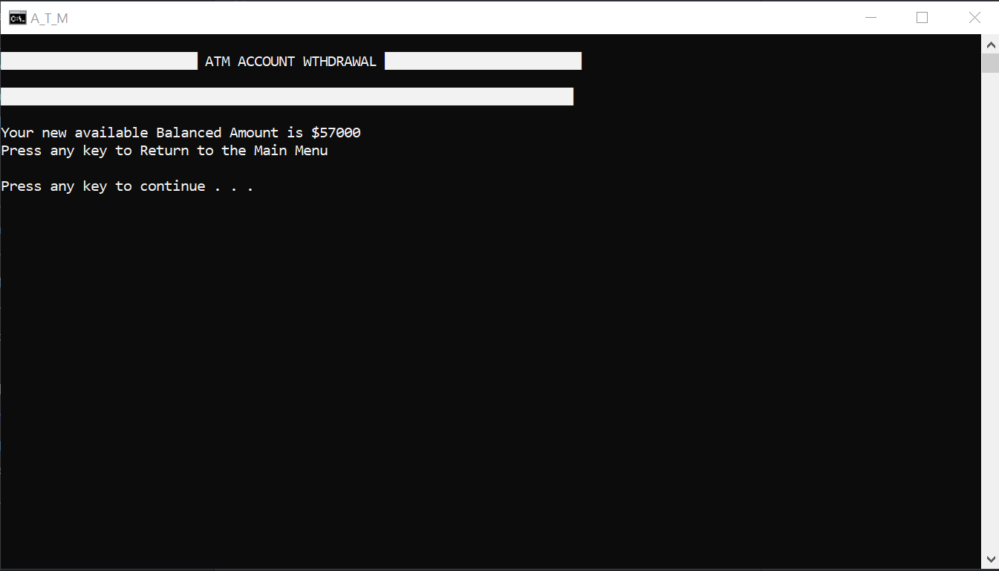 A_T_M
ATM ACCOUNT WTHDRAWAL
Your new available Balanced Amount is $57000
Press any key to Return to the Main Menu
Press any key to continue . . .